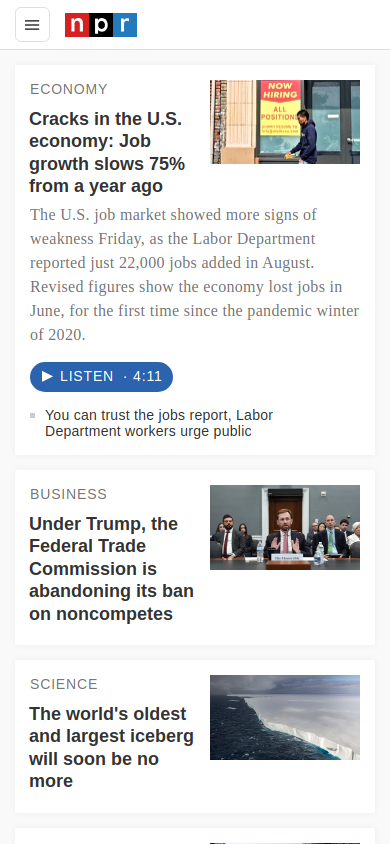 npr
ECONOMY
Cracks in the U.S.
economy: Job
growth slows 75%
from a year ago
NOW
HIRING
ALL
POSITIONS
The U.S. job market showed more signs of
weakness Friday, as the Labor Department
reported just 22,000 jobs added in August.
Revised figures show the economy lost jobs in
June, for the first time since the pandemic winter
of 2020.
LISTEN · 4:11
You can trust the jobs report, Labor
Department workers urge public
BUSINESS
Under Trump, the
Federal Trade
Commission is
abandoning its ban
on noncompetes
SCIENCE
The world's oldest
and largest iceberg
will soon be no
more